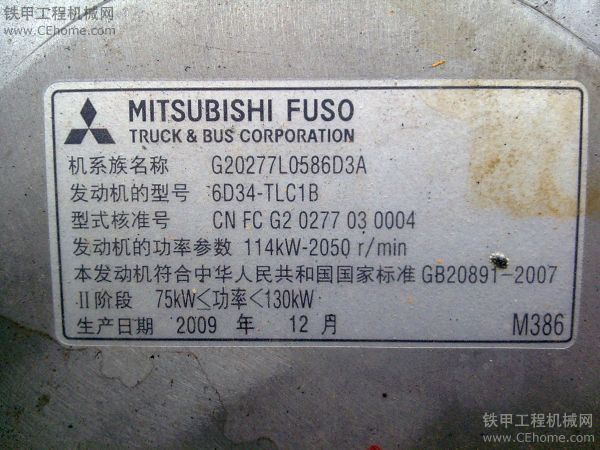 铁甲工程机械网
www.CEhome.com
MITSUBISHI FUSO
TRUCK & BUS CORPORATION
机系族名称 G20277L0586D3A
发动机的型号 6D34-TLC1B
型式核准号 CN FC G2 0277 03 0004
发动机的功率参数 114kW-2050 r/min
本发动机符合中华人民共和国国家标准 GB20891-2007
II阶段 75kW≤功率<130kW
生产日期 2009 年 12 月 M386
铁甲工程机械网
www.CEhome.com